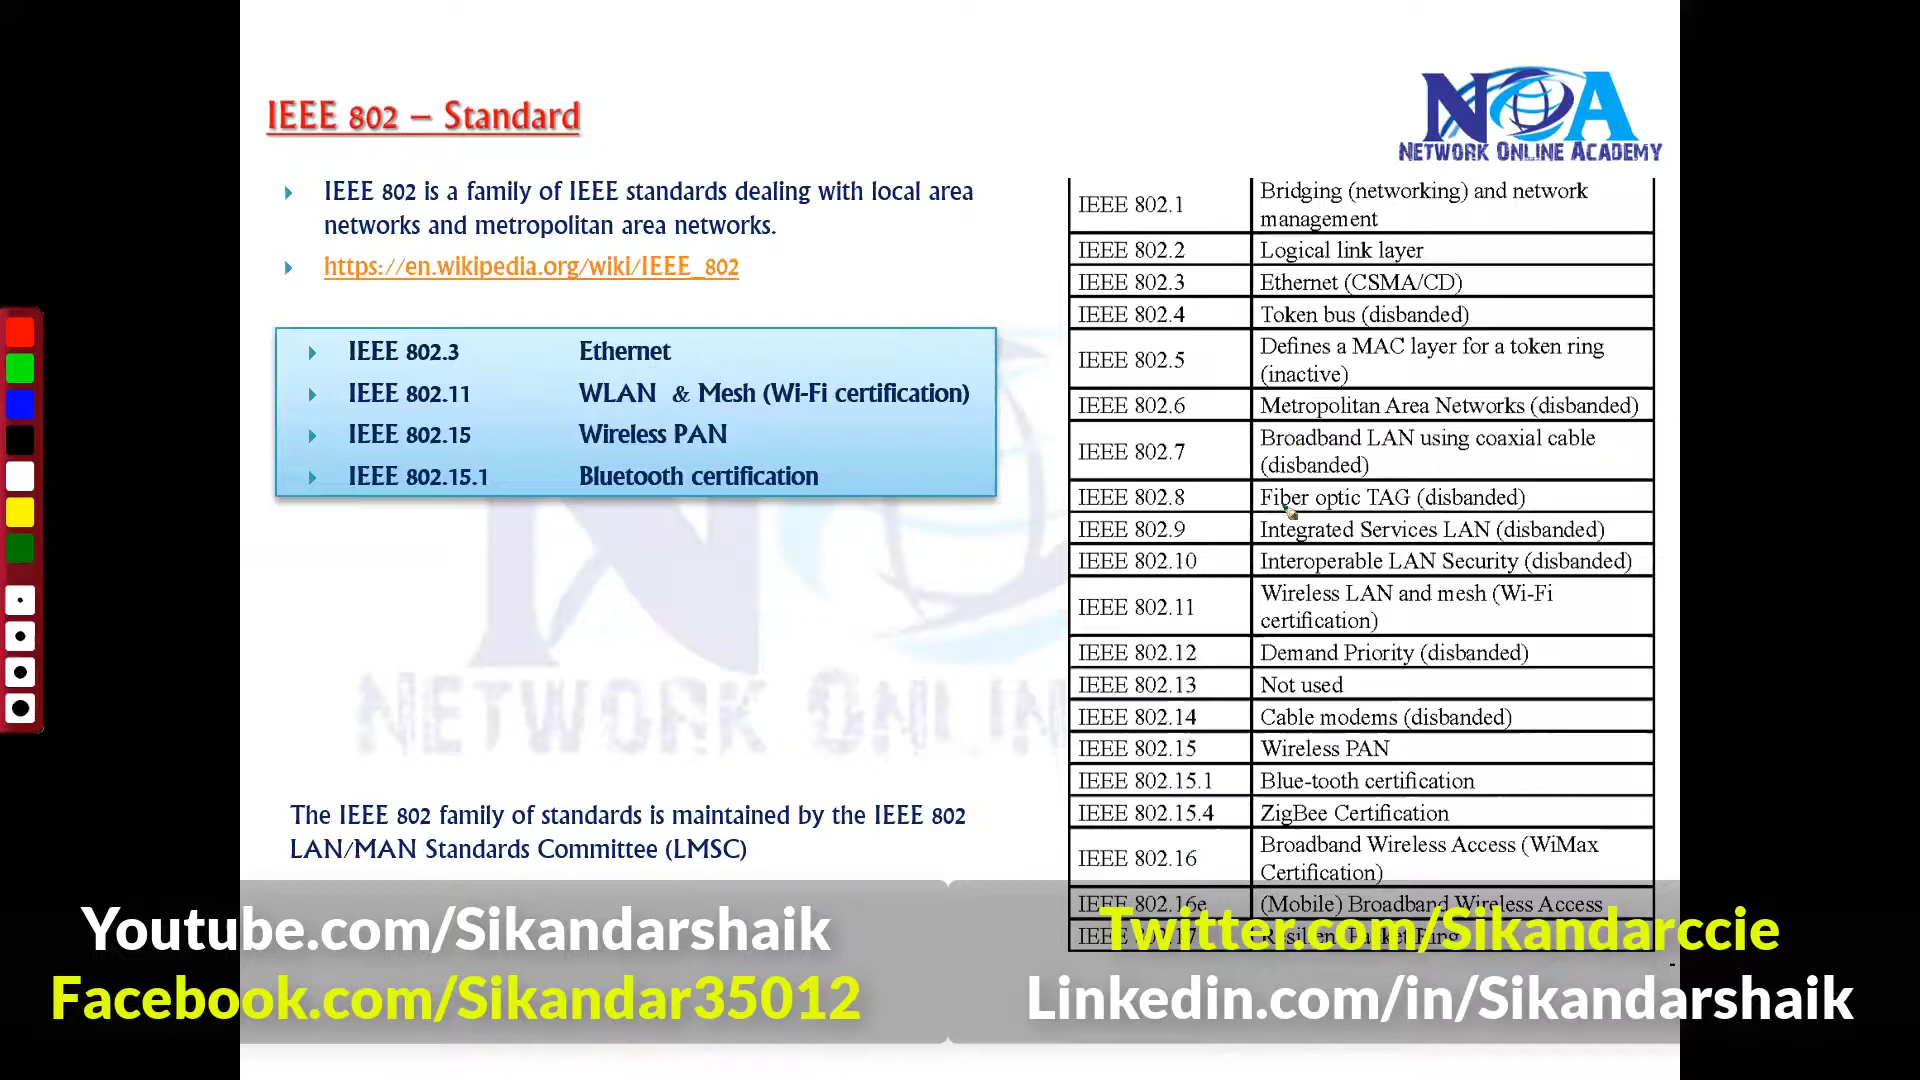 IEEE 802 – Standard
NOA
NETWORK ONLINE ACADEMY
IEEE 802 is a family of IEEE standards dealing with local area
networks and metropolitan area networks.
https://en.wikipedia.org/wiki/IEEE_802
IEEE 802.3 Ethernet
IEEE 802.11 WLAN & Mesh (Wi-Fi certification)
IEEE 802.15 Wireless PAN
IEEE 802.15.1 Bluetooth certification
NETWORK ONLIN
The IEEE 802 family of standards is maintained by the IEEE 802
LAN/MAN Standards Committee (LMSC)
IEEE 802.1 Bridging (networking) and network
management
IEEE 802.2 Logical link layer
IEEE 802.3 Ethernet (CSMA/CD)
IEEE 802.4 Token bus (disbanded)
IEEE 802.5 Defines a MAC layer for a token ring
(inactive)
IEEE 802.6 Metropolitan Area Networks (disbanded)
IEEE 802.7 Broadband LAN using coaxial cable
(disbanded)
IEEE 802.8 Fiber optic TAG (disbanded)
IEEE 802.9 Integrated Services LAN (disbanded)
IEEE 802.10 Interoperable LAN Security (disbanded)
IEEE 802.11 Wireless LAN and mesh (Wi-Fi
certification)
IEEE 802.12 Demand Priority (disbanded)
IEEE 802.13 Not used
IEEE 802.14 Cable modems (disbanded)
IEEE 802.15 Wireless PAN
IEEE 802.15.1 Blue-tooth certification
IEEE 802.15.4 ZigBee Certification
IEEE 802.16 Broadband Wireless Access (WiMax
Certification)
IEEE 802.16e (Mobile) Broadband Wireless Access
Youtube.com/Sikandarshaik
Facebook.com/Sikandar35012
Twitter.com/Sikandarccie
Linkedin.com/in/Sikandarshaik